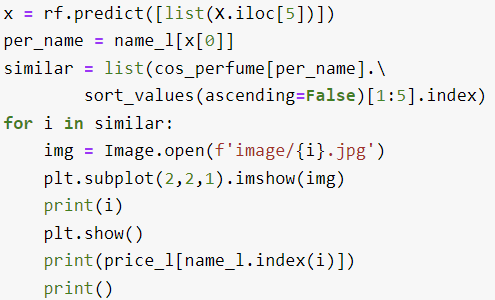 x = rf.predict([list(X.iloc[5])])
per_name = name_l[x[0]]
similar = list(cos_perfume[per_name].\
        sort_values(ascending=False)[1:5].index)
for i in similar:
    img = Image.open(f'image/{i}.jpg')
    plt.subplot(2,2,1).imshow(img)
    print(i)
    plt.show()
    print(price_l[name_l.index(i)])
    print()